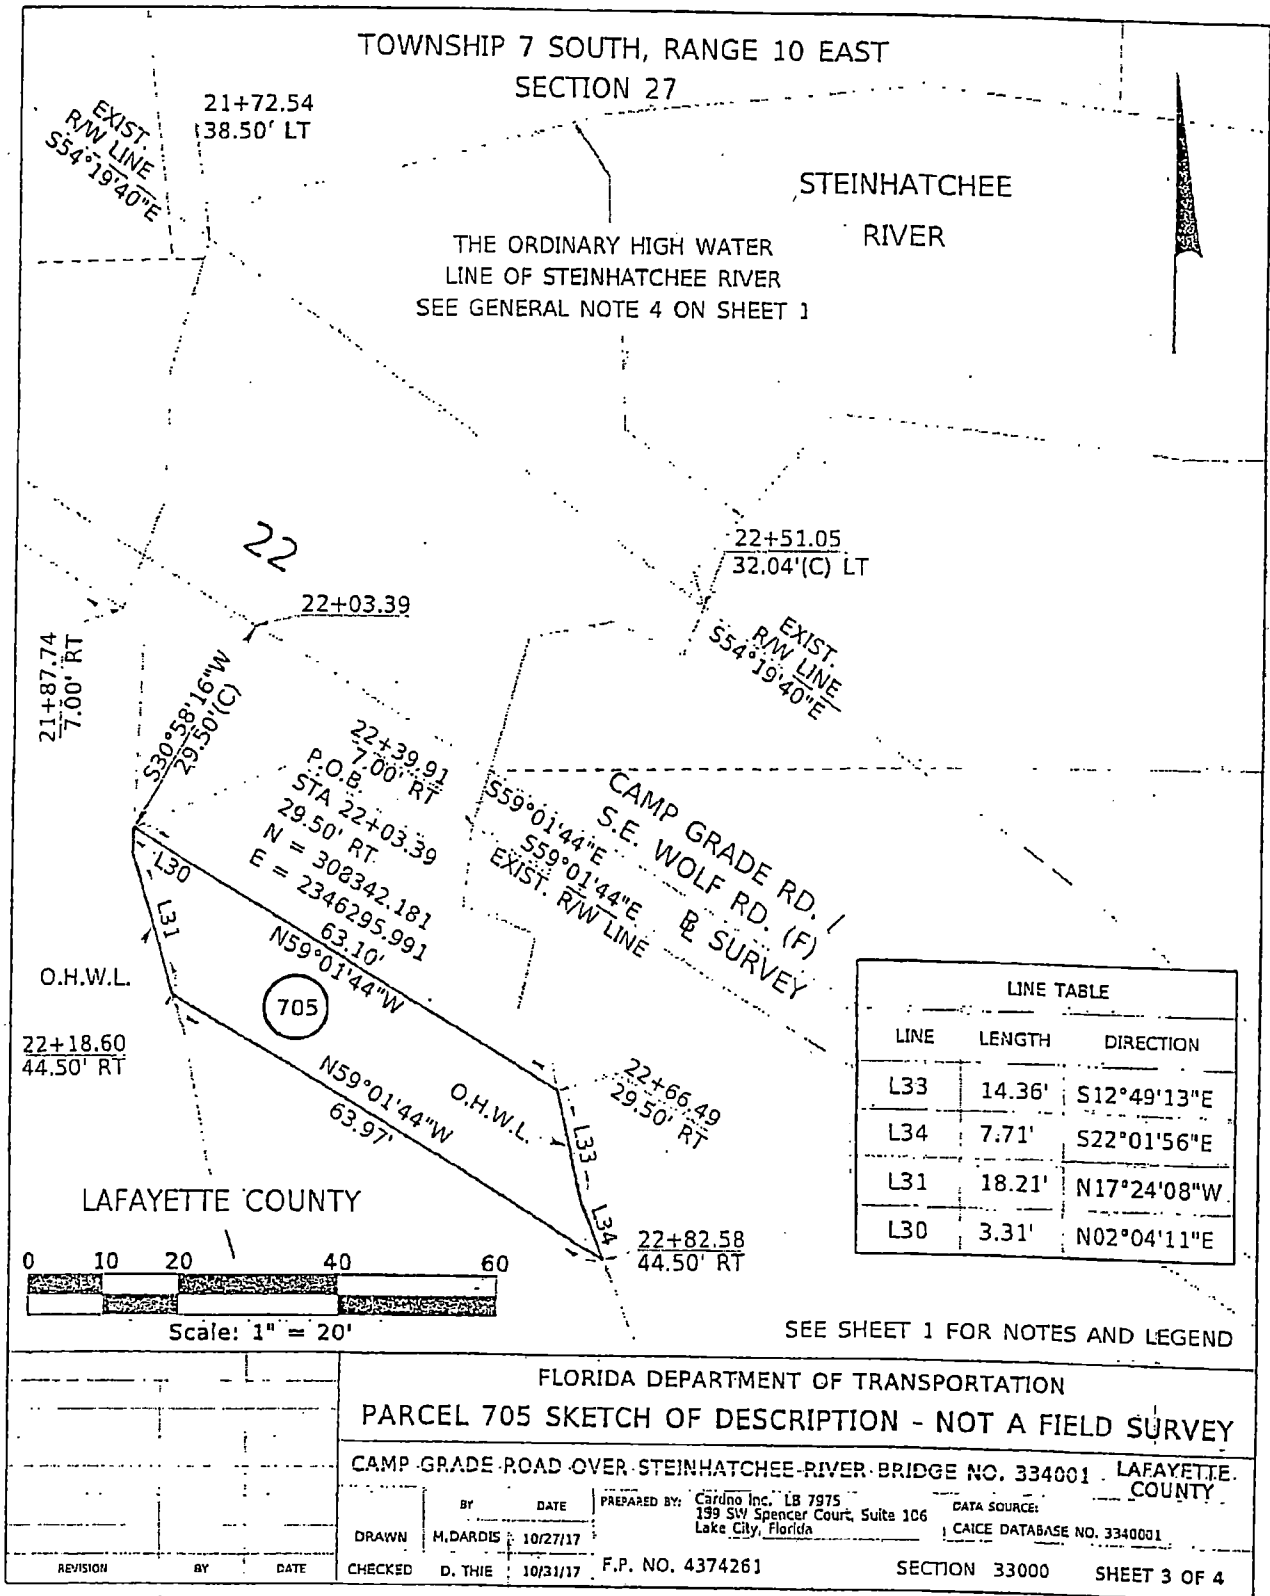 TOWNSHIP 7 SOUTH, RANGE 10 EAST
SECTION 27
EXIST.
R/W LINE
S54°19'40"E
21+72.54
38.50' LT
STEINHATCHEE
RIVER
THE ORDINARY HIGH WATER
LINE OF STEINHATCHEE RIVER
SEE GENERAL NOTE 4 ON SHEET 1
22
22+51.05
32.04'(C) LT
22+03.39
EXIST.
R/W LINE
S54°19'40"E
21+87.74
7.00' RT
S30°58'16"W
29.50'(C)
22+39.91
7.00' RT
P.O.B.
STA 22+03.39
29.50' RT
N = 308342.181
E = 2346295.991
63.10'
N59°01'44"W
S59°01'44"E
S59°01'44"E
EXIST. R/W LINE
CAMP GRADE RD. /
S.E. WOLF RD. (F)
BL SURVEY
L30
L31
O.H.W.L.
705
22+18.60
44.50' RT
N59°01'44"W
63.97'
O.H.W.L.
22+66.49
29.50' RT
L33
L34
22+82.58
44.50' RT
LINE TABLE
LINE LENGTH DIRECTION
L33 14.36' S12°49'13"E
L34 7.71' S22°01'56"E
L31 18.21' N17°24'08"W
L30 3.31' N02°04'11"E
LAFAYETTE COUNTY
0 10 20 40 60
Scale: 1" = 20'
SEE SHEET 1 FOR NOTES AND LEGEND
FLORIDA DEPARTMENT OF TRANSPORTATION
PARCEL 705 SKETCH OF DESCRIPTION - NOT A FIELD SURVEY
CAMP GRADE ROAD OVER STEINHATCHEE RIVER BRIDGE NO. 334001 LAFAYETTE
COUNTY
BY DATE
DRAWN M.DARDIS 10/27/17
CHECKED D. THIE 10/31/17
PREPARED BY: Cardno Inc. LB 7975
199 SW Spencer Court, Suite 106
Lake City, Florida
DATA SOURCE:
CAICE DATABASE NO. 3340001
REVISION BY DATE
F.P. NO. 4374261 SECTION 33000 SHEET 3 OF 4